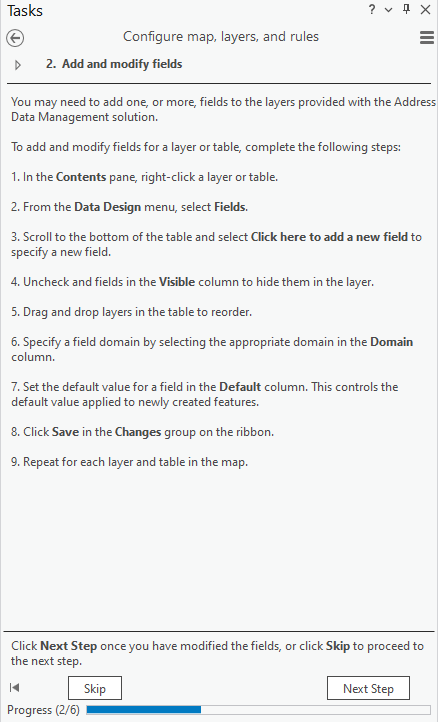 Tasks
?
Configure map, layers, and rules
2. Add and modify fields
You may need to add one, or more, fields to the layers provided with the Address
Data Management solution.
To add and modify fields for a layer or table, complete the following steps:
1. In the Contents pane, right-click a layer or table.
2. From the Data Design menu, select Fields.
3. Scroll to the bottom of the table and select Click here to add a new field to
specify a new field.
4. Uncheck and fields in the Visible column to hide them in the layer.
5. Drag and drop layers in the table to reorder.
6. Specify a field domain by selecting the appropriate domain in the Domain
column.
7. Set the default value for a field in the Default column. This controls the
default value applied to newly created features.
8. Click Save in the Changes group on the ribbon.
9. Repeat for each layer and table in the map.
Click Next Step once you have modified the fields, or click Skip to proceed to
the next step.
Skip
Next Step
Progress (2/6)